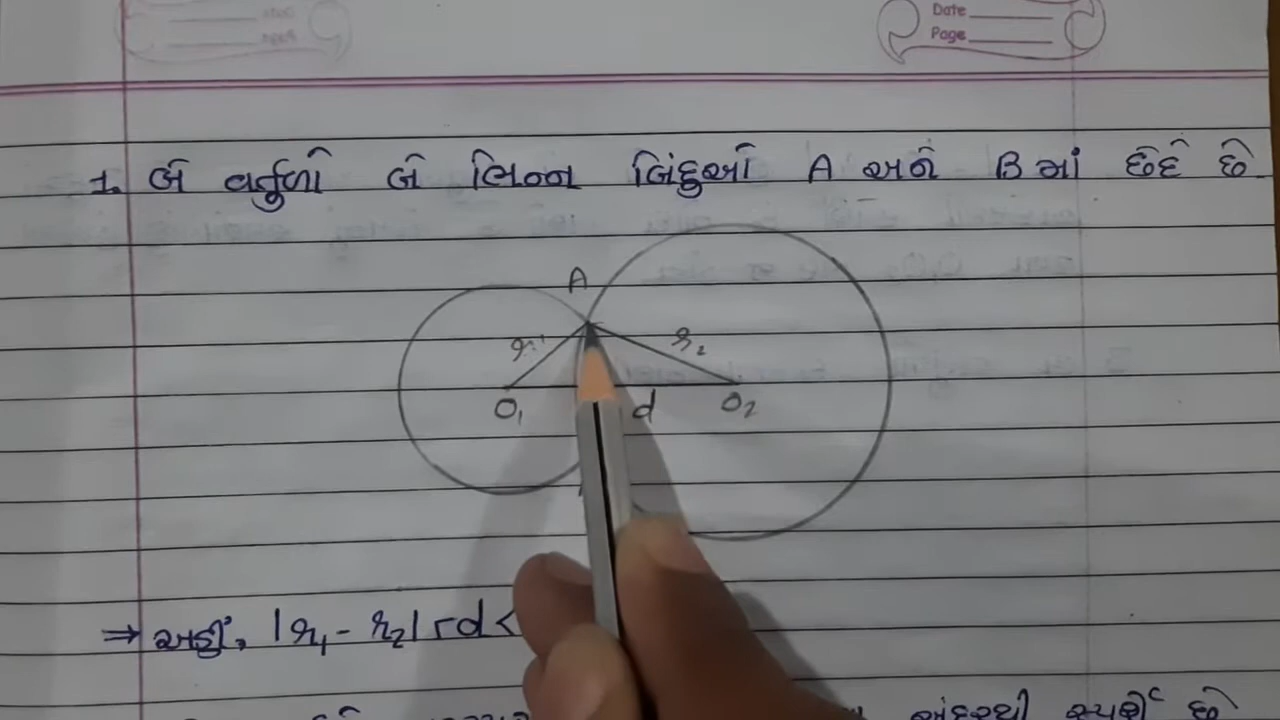 Date
Page
1. બે વર્તુળો બે ભિન્ન બિંદુઓ A અને B માં છેદે છે
A
r₁ r₂
O₁ d O₂
⇒ અહીં, |r₁ - r₂| < d <
અંદરથી સ્પર્શે છે